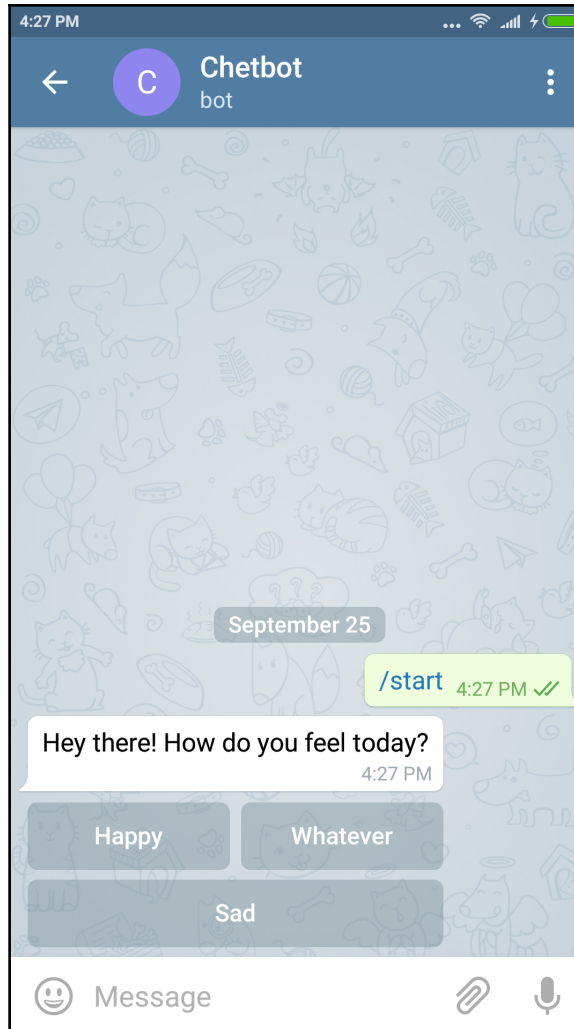 4:27 PM
C
Chetbot
bot
September 25
/start 4:27 PM
Hey there! How do you feel today?
4:27 PM
Happy Whatever
Sad
Message